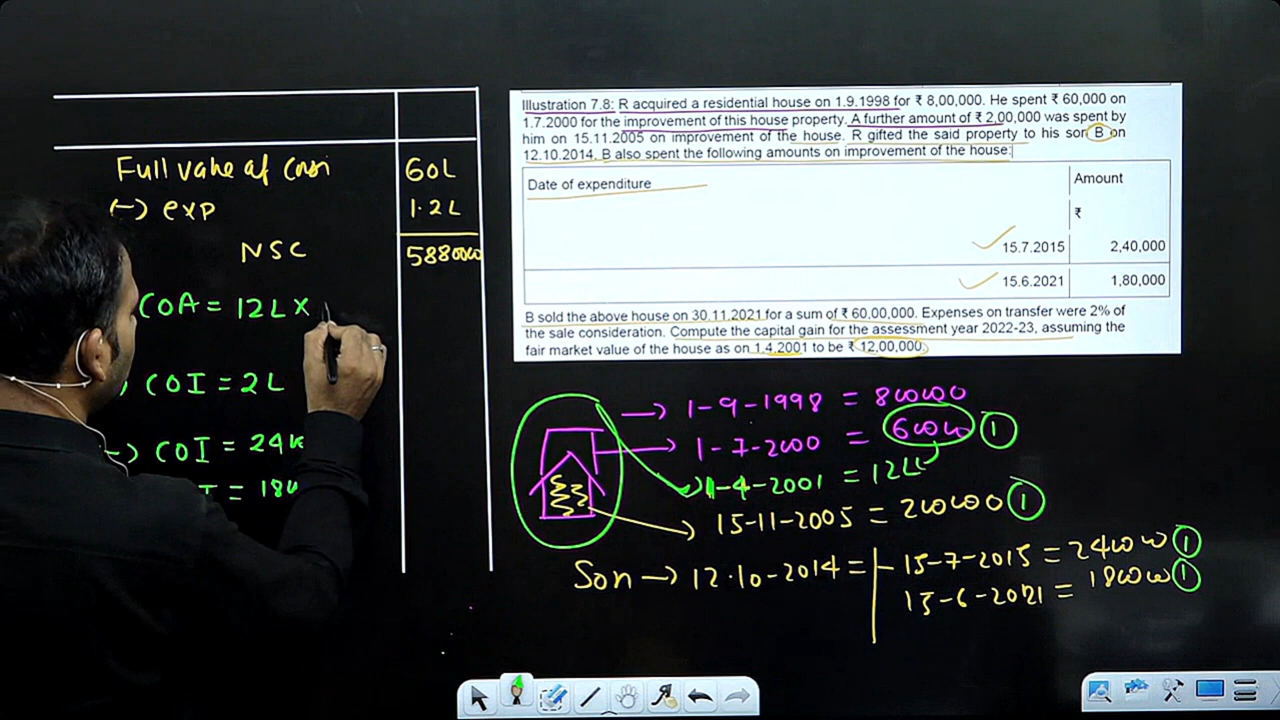 Full value of Consi 60L
(-) exp 1.2L
NSC 5880000
COA = 12L X
COI = 2L
(-) COI = 24
= 18
Illustration 7.8: R acquired a residential house on 1.9.1998 for ₹ 8,00,000. He spent ₹ 60,000 on
1.7.2000 for the improvement of this house property. A further amount of ₹ 2,00,000 was spent by
him on 15.11.2005 on improvement of the house. R gifted the said property to his son B on
12.10.2014. B also spent the following amounts on improvement of the house:
Date of expenditure Amount
₹
15.7.2015 2,40,000
15.6.2021 1,80,000
B sold the above house on 30.11.2021 for a sum of ₹ 60,00,000. Expenses on transfer were 2% of
the sale consideration. Compute the capital gain for the assessment year 2022-23, assuming the
fair market value of the house as on 1.4.2001 to be ₹ 12,00,000.
→ 1-9-1998 = 800000
→ 1-7-2000 = 60000 1
1-4-2001 = 12L
→ 15-11-2005 = 200000 1
Son → 12.10-2014 = 15-7-2015 = 240000 1
15-6-2021 = 180000 1